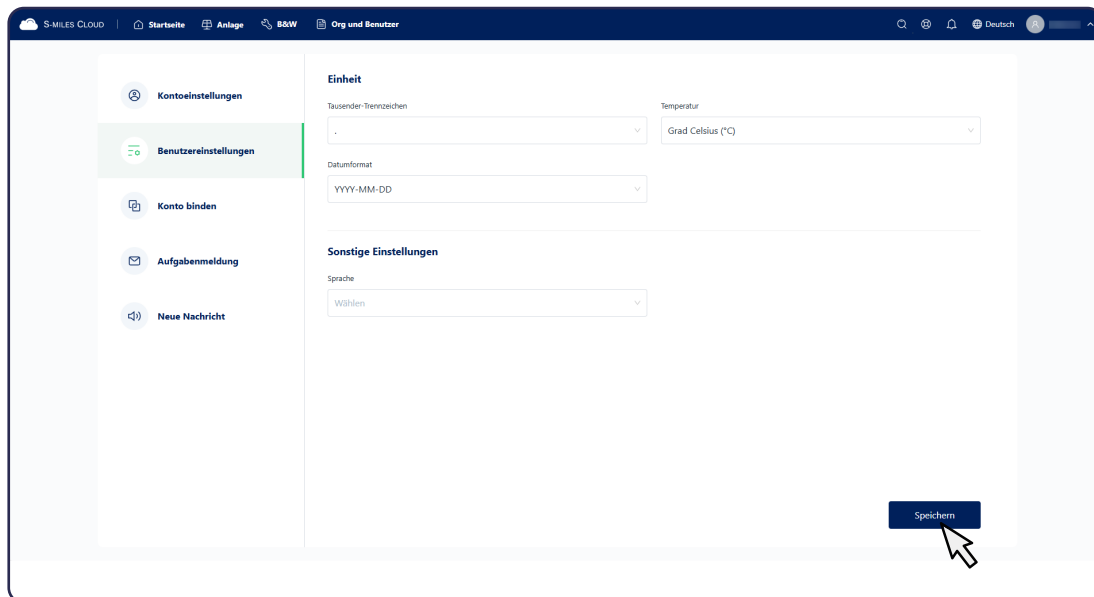 S-MILES CLOUD Startseite Anlage B&W Org und Benutzer Deutsch
Kontoeinstellungen
Benutzereinstellungen
Konto binden
Aufgabenmeldung
Neue Nachricht
Einheit
Tausender-Trennzeichen
.
Temperatur
Grad Celsius (°C)
Datumformat
YYYY-MM-DD
Sonstige Einstellungen
Sprache
Wählen
Speichern